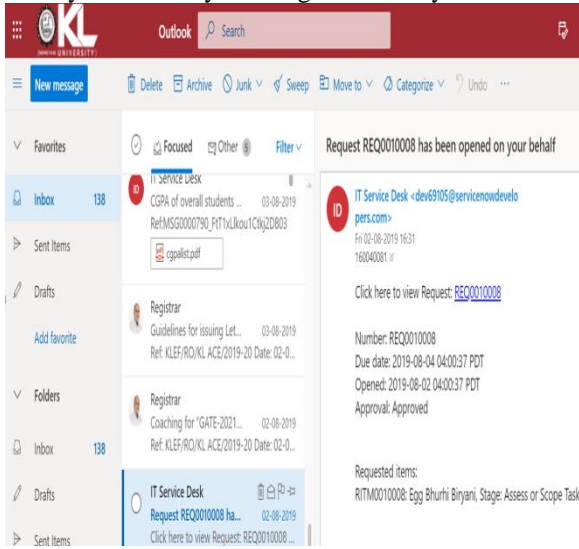 KL
(DEEMED TO BE UNIVERSITY)
Outlook
Search
New message
Delete
Archive
Junk
Sweep
Move to
Categorize
Undo
Favorites
Inbox 138
Sent Items
Drafts
Add favorite
Folders
Inbox 138
Drafts
Sent Items
Focused
Other 5
Filter
ID
IT Service Desk
CGPA of overall students ... 03-08-2019
Ref:MSG0000790_FtT1xLlkou1Ctkj2D803
cgpalist.pdf
Registrar
Guidelines for issuing Let... 03-08-2019
Ref: KLEF/RO/KL ACE/2019-20 Date: 02-0...
Registrar
Coaching for "GATE-2021... 02-08-2019
Ref: KLEF/RO/KL ACE/2019-20 Date: 02-0...
IT Service Desk
Request REQ0010008 ha... 02-08-2019
Click here to view Request: REQ0010008 ...
Request REQ0010008 has been opened on your behalf
ID
IT Service Desk <dev69105@servicenowdevelo
pers.com>
Fri 02-08-2019 16:31
160040081
Click here to view Request: REQ0010008
Number: REQ0010008
Due date: 2019-08-04 04:00:37 PDT
Opened: 2019-08-02 04:00:37 PDT
Approval: Approved
Requested items:
RITM0010008: Egg Bhurhi Biryani, Stage: Assess or Scope Task